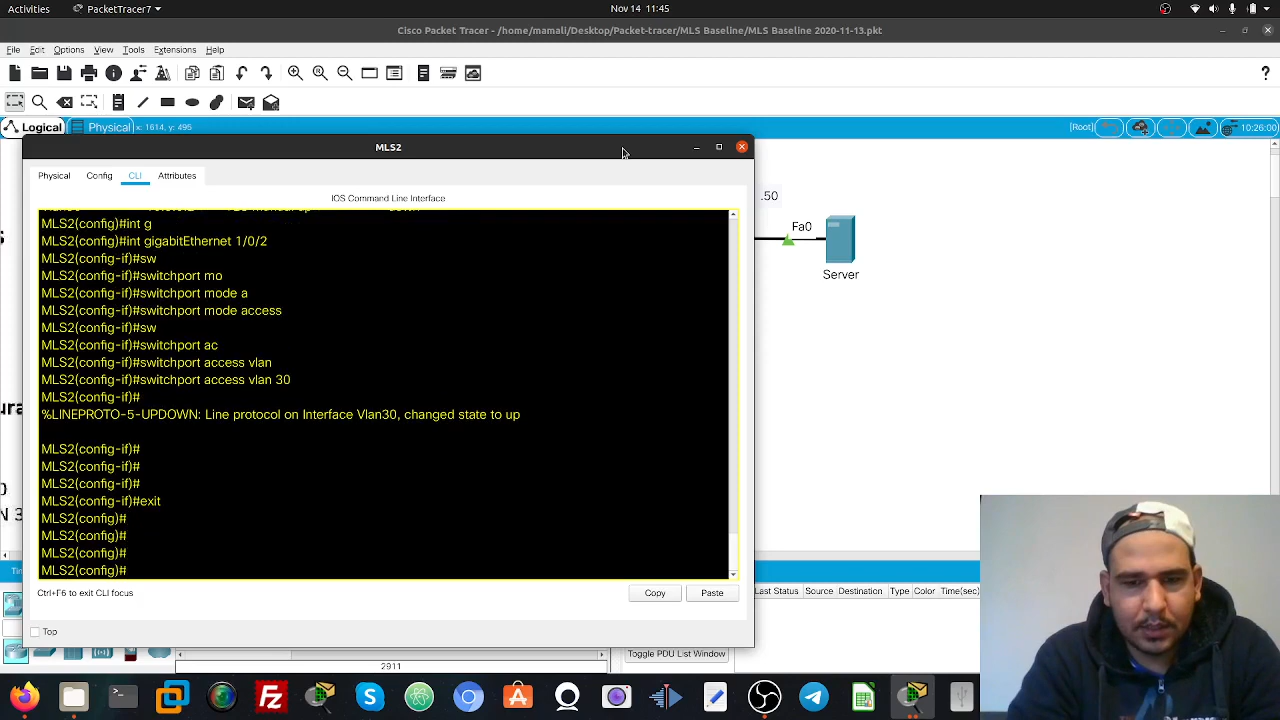 Activities
PacketTracer7
Nov 14 11:45
Cisco Packet Tracer - /home/mamali/Desktop/Packet-tracer/MLS Baseline/MLS Baseline 2020-11-13.pkt
File Edit Options View Tools Extensions Help
?
Logical
Physical
x: 1614, y: 495
[Root]
10:26:00
MLS2
Physical
Config
CLI
Attributes
IOS Command Line Interface
MLS2(config)#int g
MLS2(config)#int gigabitEthernet 1/0/2
MLS2(config-if)#sw
MLS2(config-if)#switchport mo
MLS2(config-if)#switchport mode a
MLS2(config-if)#switchport mode access
MLS2(config-if)#sw
MLS2(config-if)#switchport ac
MLS2(config-if)#switchport access vlan
MLS2(config-if)#switchport access vlan 30
MLS2(config-if)#
%LINEPROTO-5-UPDOWN: Line protocol on Interface Vlan30, changed state to up
MLS2(config-if)#
MLS2(config-if)#
MLS2(config-if)#
MLS2(config-if)#exit
MLS2(config)#
MLS2(config)#
MLS2(config)#
MLS2(config)#
Ctrl+F6 to exit CLI focus
Copy
Paste
Top
.50
Fa0
Server
Last Status
Source
Destination
Type
Color
Time(sec)
2911
Toggle PDU List Window